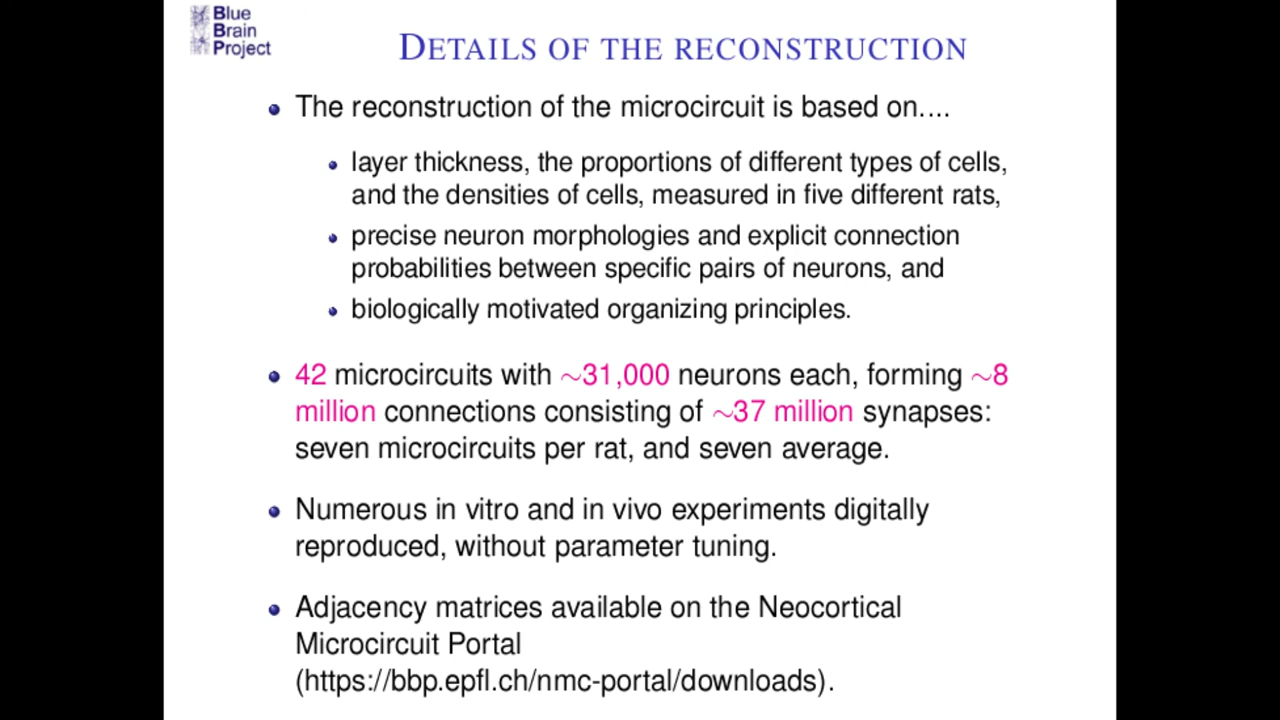 Blue
Brain
Project
DETAILS OF THE RECONSTRUCTION
The reconstruction of the microcircuit is based on....
layer thickness, the proportions of different types of cells,
and the densities of cells, measured in five different rats,
precise neuron morphologies and explicit connection
probabilities between specific pairs of neurons, and
biologically motivated organizing principles.
42 microcircuits with ~31,000 neurons each, forming ~8
million connections consisting of ~37 million synapses:
seven microcircuits per rat, and seven average.
Numerous in vitro and in vivo experiments digitally
reproduced, without parameter tuning.
Adjacency matrices available on the Neocortical
Microcircuit Portal
(https://bbp.epfl.ch/nmc-portal/downloads).